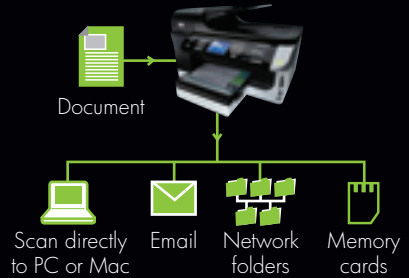 Document
Scan directly
to PC or Mac
Email
Network
folders
Memory
cards